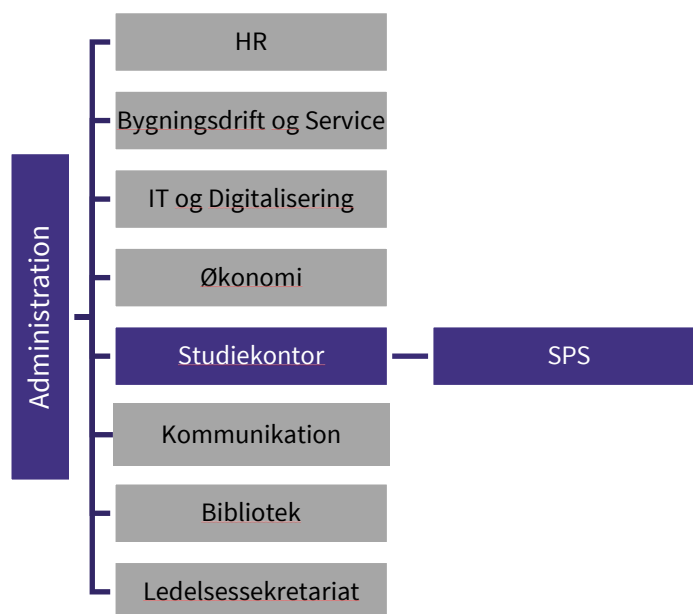 Administration
HR
Bygningsdrift og Service
IT og Digitalisering
Økonomi
Studiekontor
SPS
Kommunikation
Bibliotek
Ledelsessekretariat